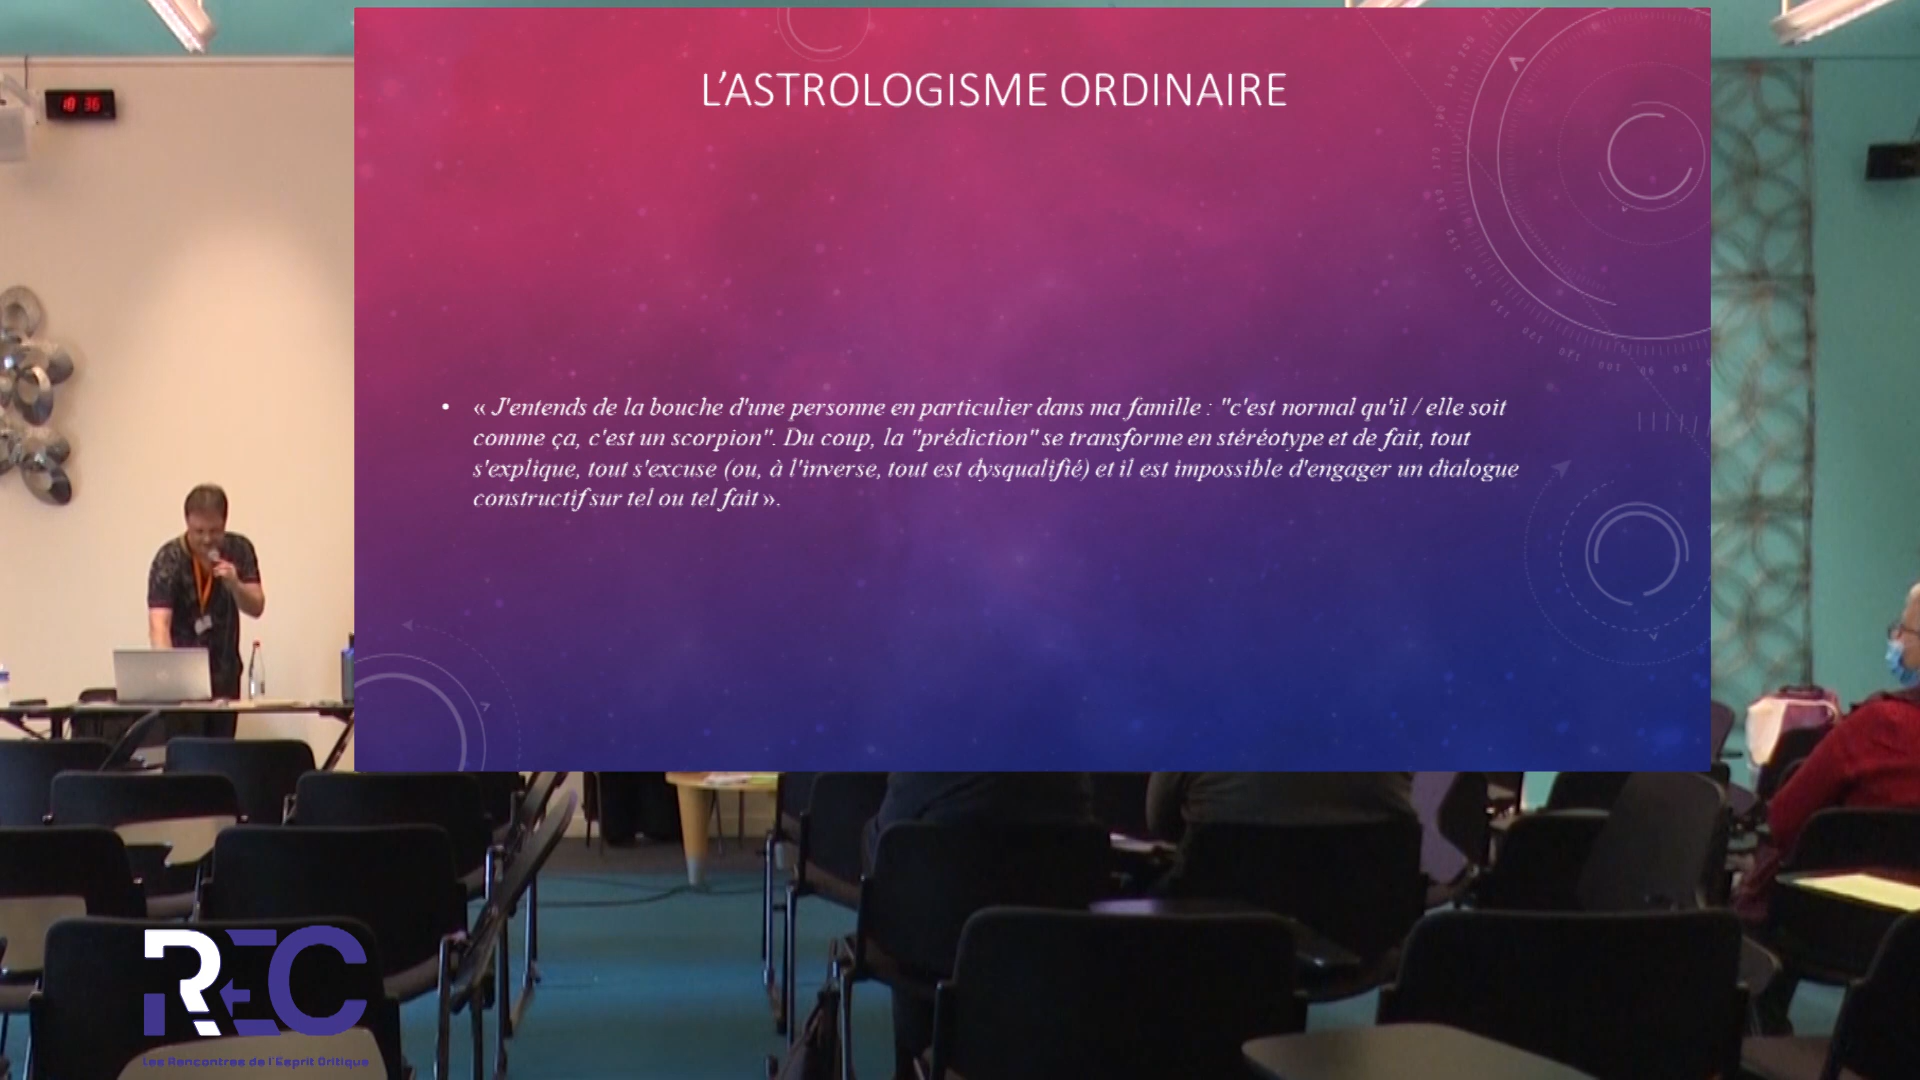 10 36
L'ASTROLOGISME ORDINAIRE
• « J'entends de la bouche d'une personne en particulier dans ma famille : "c'est normal qu'il / elle soit
comme ça, c'est un scorpion". Du coup, la "prédiction" se transforme en stéréotype et de fait, tout
s'explique, tout s'excuse (ou, à l'inverse, tout est dysqualifié) et il est impossible d'engager un dialogue
constructif sur tel ou tel fait ».
REC
Les Rencontres de l'Esprit Critique